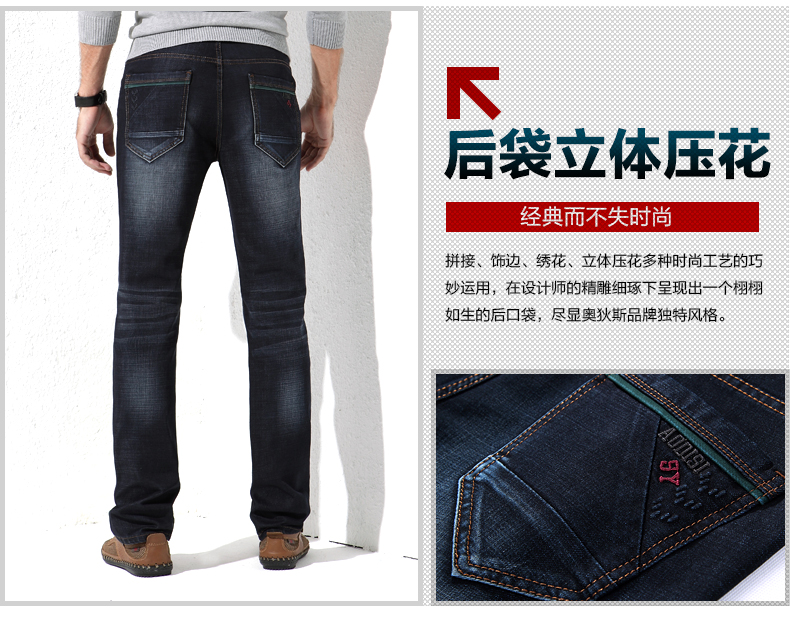 后袋立体压花
经典而不失时尚
拼接、饰边、绣花、立体压花多种时尚工艺的巧
妙运用，在设计师的精雕细琢下呈现出一个栩栩
如生的后口袋，尽显奥狄斯品牌独特风格。
AODISI
SY